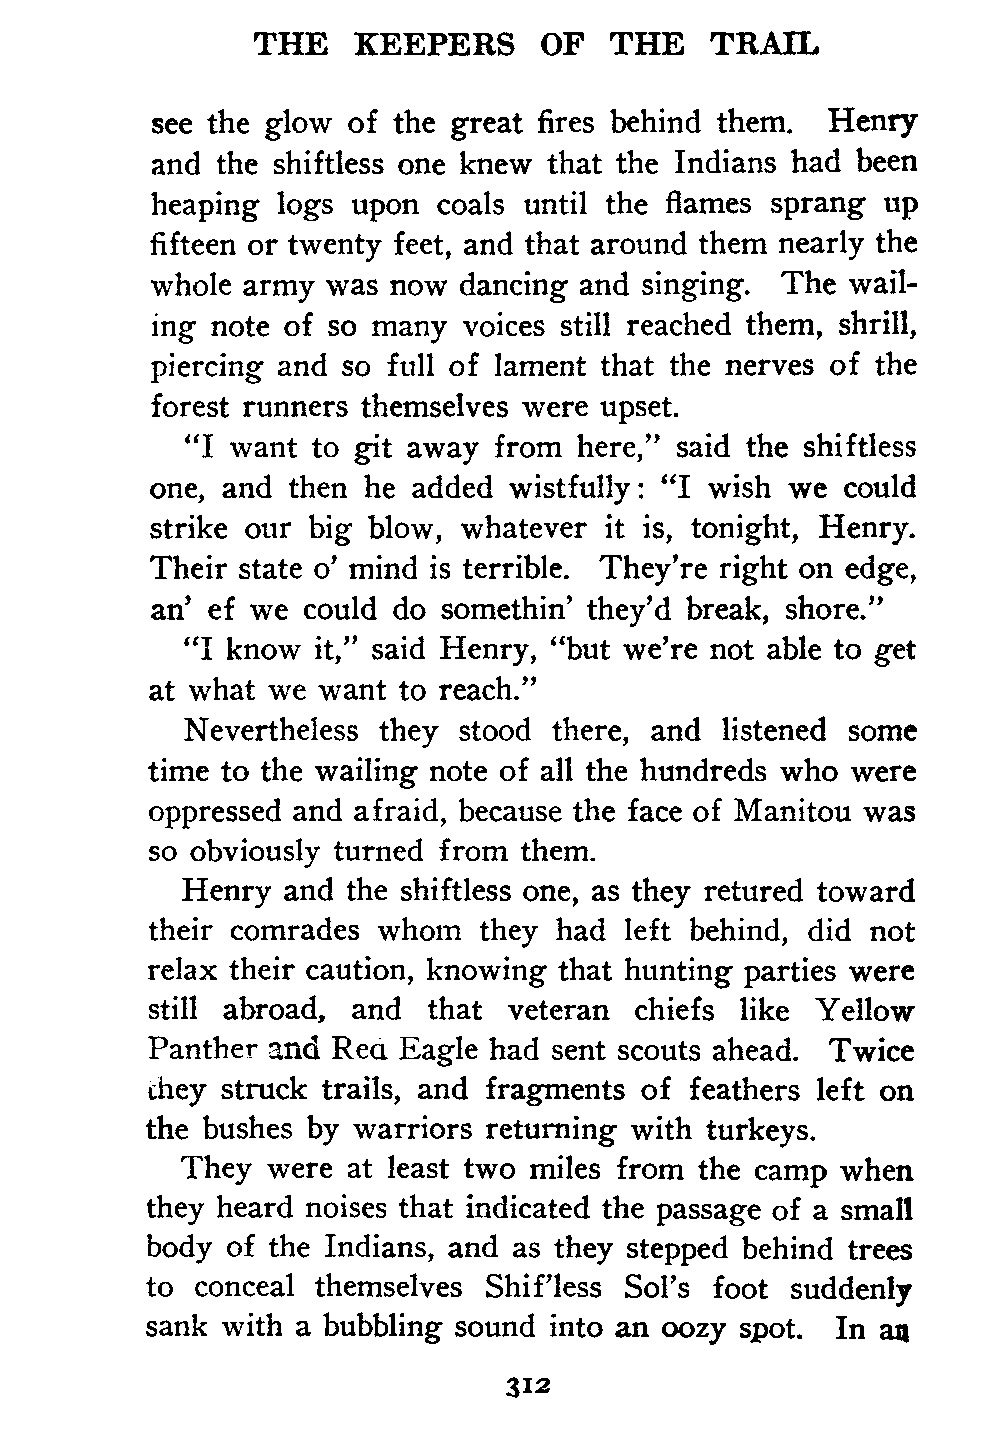 THE KEEPERS OF THE TRAIL
see the glow of the great fires behind them. Henry
and the shiftless one knew that the Indians had been
heaping logs upon coals until the flames sprang up
fifteen or twenty feet, and that around them nearly the
whole army was now dancing and singing. The wail-
ing note of so many voices still reached them, shrill,
piercing and so full of lament that the nerves of the
forest runners themselves were upset.
"I want to git away from here," said the shiftless
one, and then he added wistfully: "I wish we could
strike our big blow, whatever it is, tonight, Henry.
Their state o' mind is terrible. They're right on edge,
an' ef we could do somethin' they'd break, shore."
"I know it," said Henry, "but we're not able to get
at what we want to reach."
Nevertheless they stood there, and listened some
time to the wailing note of all the hundreds who were
oppressed and afraid, because the face of Manitou was
so obviously turned from them.
Henry and the shiftless one, as they retured toward
their comrades whom they had left behind, did not
relax their caution, knowing that hunting parties were
still abroad, and that veteran chiefs like Yellow
Panther and Red Eagle had sent scouts ahead. Twice
they struck trails, and fragments of feathers left on
the bushes by warriors returning with turkeys.
They were at least two miles from the camp when
they heard noises that indicated the passage of a small
body of the Indians, and as they stepped behind trees
to conceal themselves Shif'less Sol's foot suddenly
sank with a bubbling sound into an oozy spot. In an
312